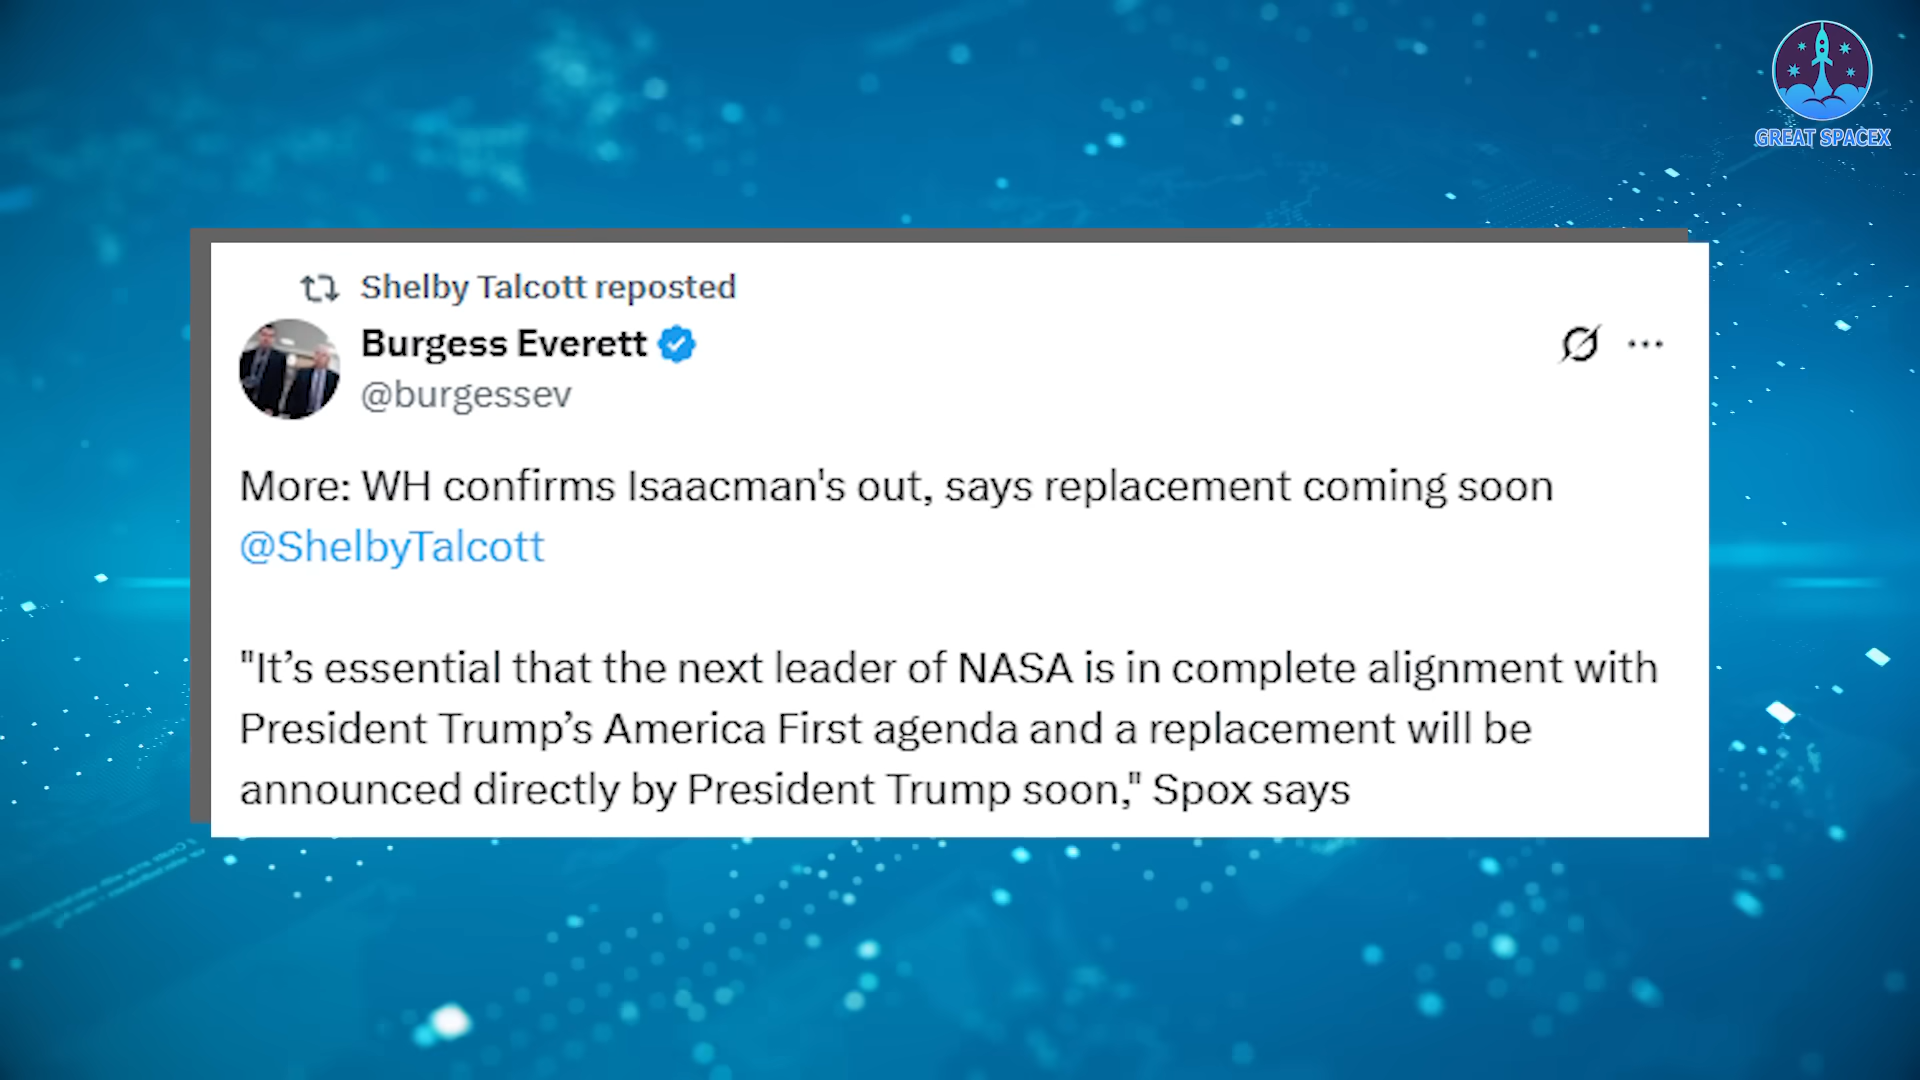 GREAT SPACEX
Shelby Talcott reposted
Burgess Everett
@burgessev
More: WH confirms Isaacman's out, says replacement coming soon
@ShelbyTalcott
"It’s essential that the next leader of NASA is in complete alignment with
President Trump’s America First agenda and a replacement will be
announced directly by President Trump soon," Spox says